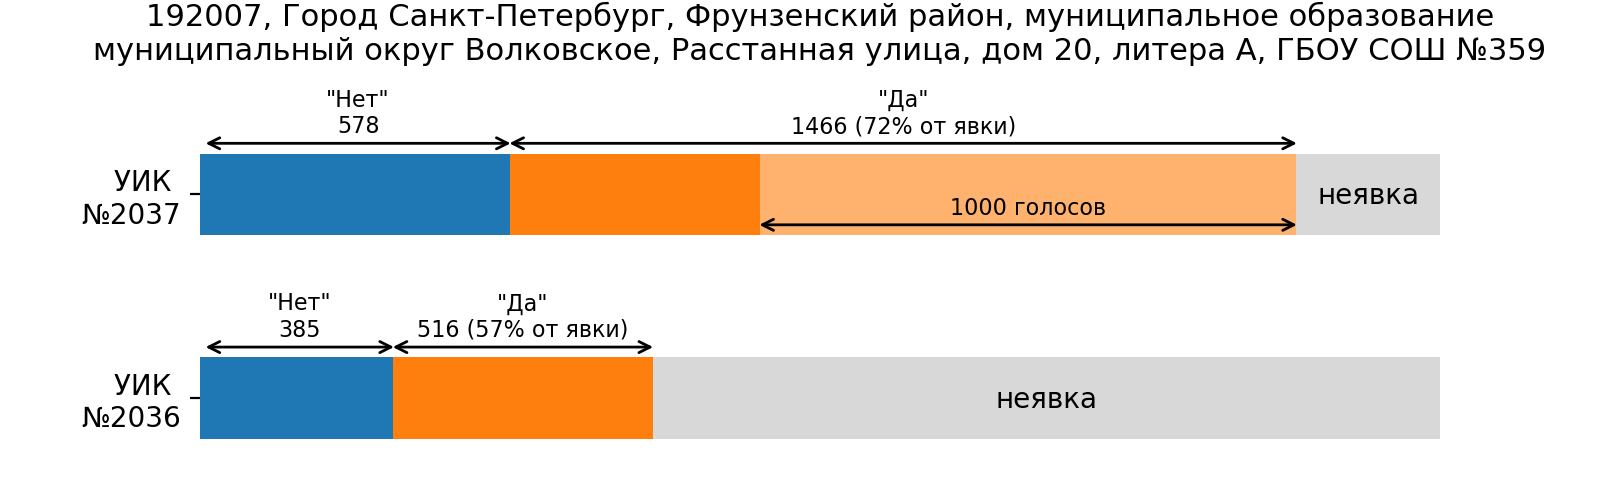 192007, Город Санкт-Петербург, Фрунзенский район, муниципальное образование
муниципальный округ Волковское, Расстанная улица, дом 20, литера А, ГБОУ СОШ №359
"Нет"
578
"Да"
1466 (72% от явки)
УИК
№2037
1000 голосов
неявка
"Нет"
385
"Да"
516 (57% от явки)
УИК
№2036
неявка